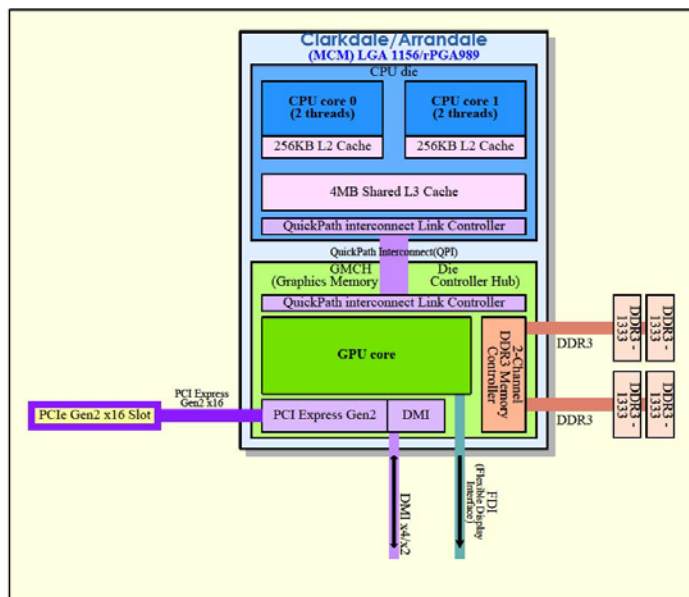 Clarkdale/Arrandale
(MCM) LGA 1156/rPGA989
CPU die
CPU core 0
(2 threads)
CPU core 1
(2 threads)
256KB L2 Cache
256KB L2 Cache
4MB Shared L3 Cache
QuickPath interconnect Link Controller
QuickPath Interconnect(QPI)
GMCH
(Graphics Memory
Die
Controller Hub)
QuickPath interconnect Link Controller
GPU core
2-Channel
DDR3 Memory
Controller
DDR3
DDR3 -
1333
DDR3 -
1333
DDR3
DDR3 -
1333
DDR3 -
1333
PCI Express
Gen2 x16
PCIe Gen2 x16 Slot
PCI Express Gen2
DMI
DMI x4/x2
FDI
(Flexible Display
Interface)